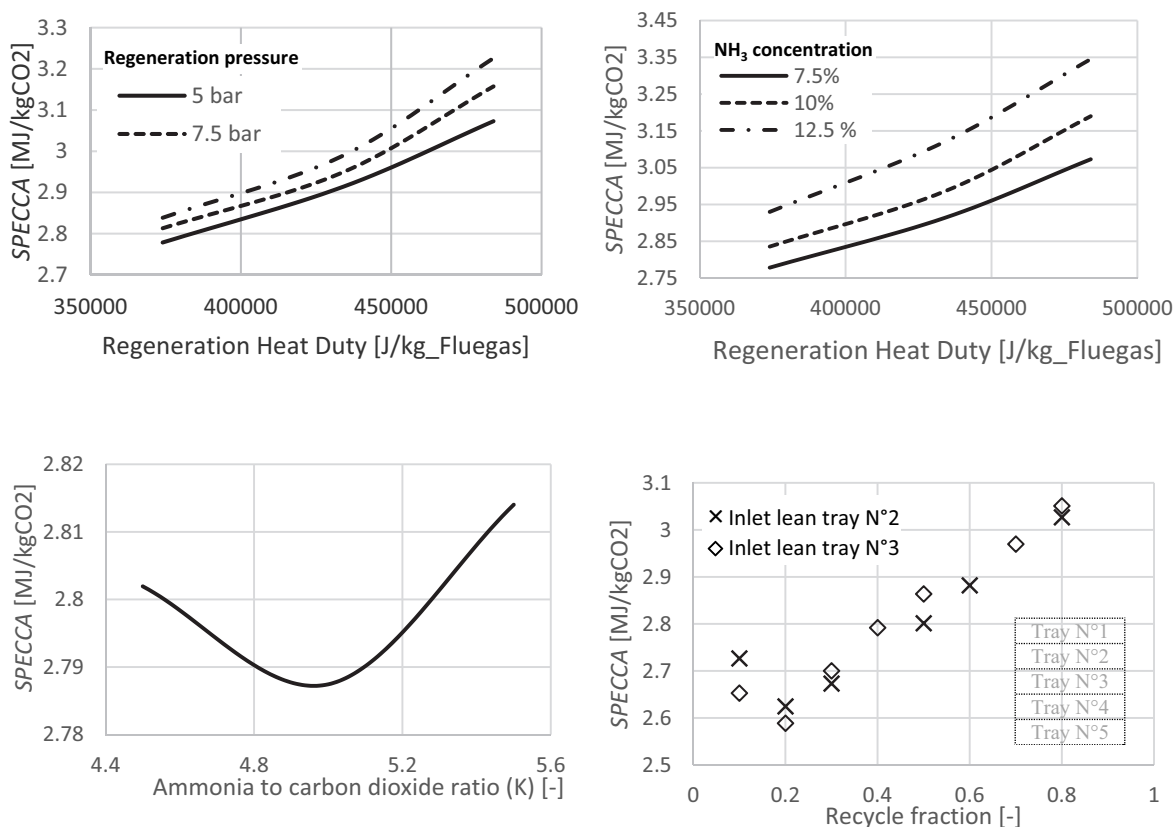 3.3
3.2
3.1
3
2.9
2.8
2.7
SPECCA [MJ/kgCO2]
Regeneration pressure
5 bar
7.5 bar
350000 400000 450000 500000
Regeneration Heat Duty [J/kg_Fluegas]
3.45
3.35
3.25
3.15
3.05
2.95
2.85
2.75
SPECCA [MJ/kgCO2]
NH₃ concentration
7.5%
10%
12.5 %
350000 400000 450000 500000
Regeneration Heat Duty [J/kg_Fluegas]
2.82
2.81
2.8
2.79
2.78
SPECCA [MJ/kgCO2]
4.4 4.8 5.2 5.6
Ammonia to carbon dioxide ratio (K) [-]
3.1
3
2.9
2.8
2.7
2.6
2.5
SPECCA [MJ/kgCO2]
Inlet lean tray N°2
Inlet lean tray N°3
Tray N°1
Tray N°2
Tray N°3
Tray N°4
Tray N°5
0 0.2 0.4 0.6 0.8 1
Recycle fraction [-]